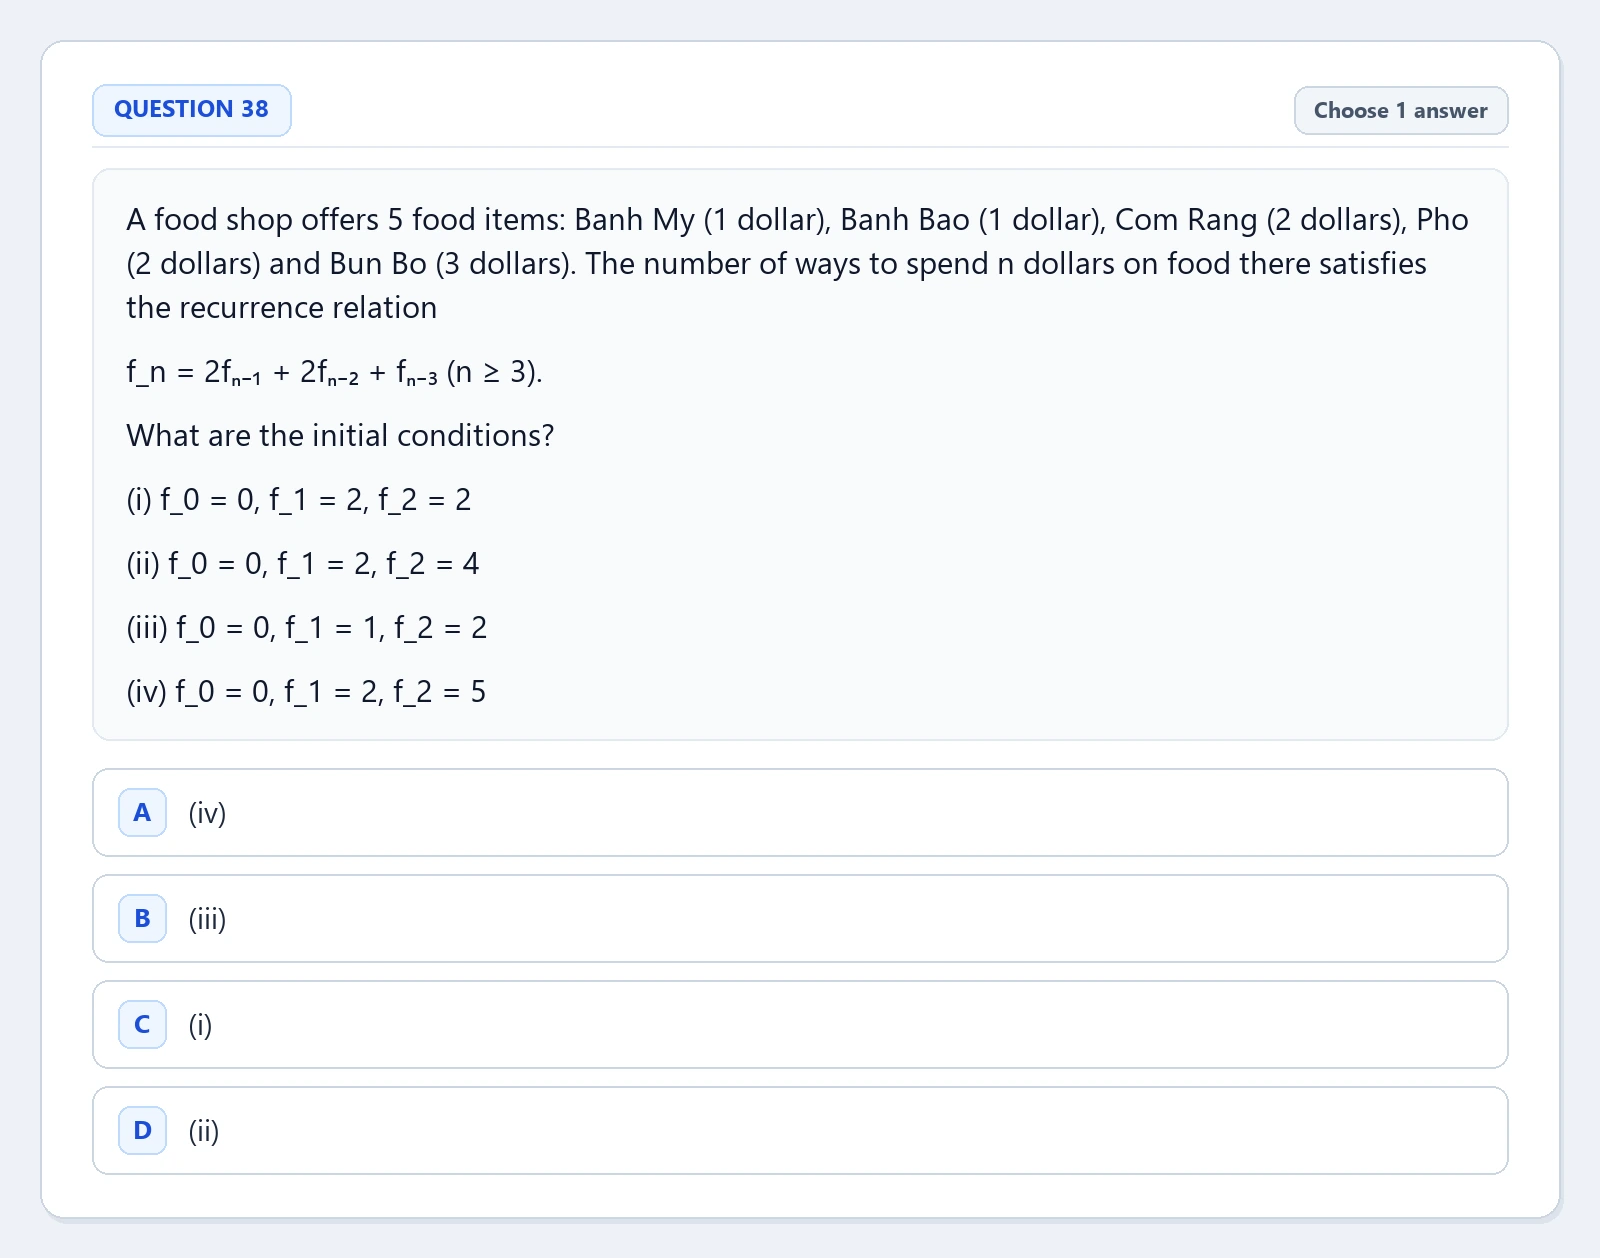 QUESTION 38
Choose 1 answer
A food shop offers 5 food items: Banh My (1 dollar), Banh Bao (1 dollar), Com Rang (2 dollars), Pho
(2 dollars) and Bun Bo (3 dollars). The number of ways to spend n dollars on food there satisfies
the recurrence relation
f_n = 2fₙ₋₁ + 2fₙ₋₂ + fₙ₋₃ (n ≥ 3).
What are the initial conditions?
(i) f_0 = 0, f_1 = 2, f_2 = 2
(ii) f_0 = 0, f_1 = 2, f_2 = 4
(iii) f_0 = 0, f_1 = 1, f_2 = 2
(iv) f_0 = 0, f_1 = 2, f_2 = 5
A (iv)
B (iii)
C (i)
D (ii)